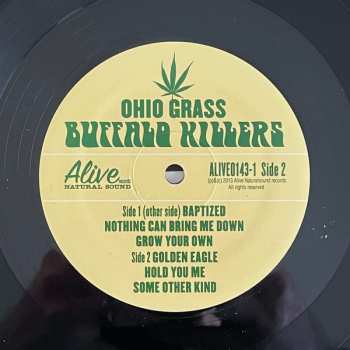 OHIO GRASS
BUFFALO KILLERS
Alive records
NATURAL SOUND
ALIVE0143-1 Side 2
(p&c) 2013 Alive Naturalsound records
All rights reserved
Side 1 (other side) BAPTIZED
NOTHING CAN BRING ME DOWN
GROW YOUR OWN
Side 2 GOLDEN EAGLE
HOLD YOU ME
SOME OTHER KIND